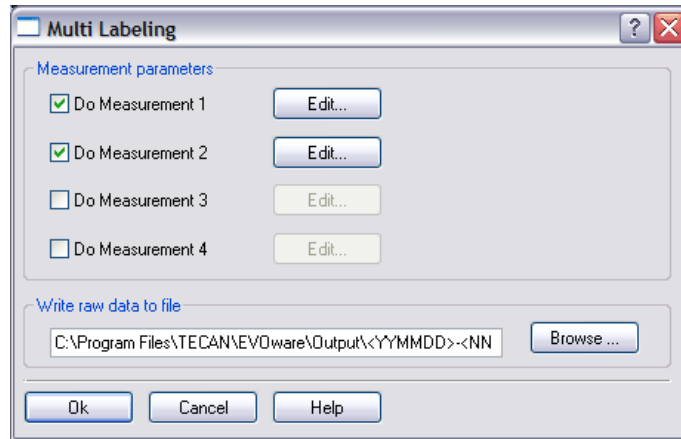 Multi Labeling
Measurement parameters
Do Measurement 1 Edit...
Do Measurement 2 Edit...
Do Measurement 3 Edit...
Do Measurement 4 Edit...
Write raw data to file
C:\Program Files\TECAN\EVOware\Output\<YYMMDD>-<NN Browse ...
Ok Cancel Help